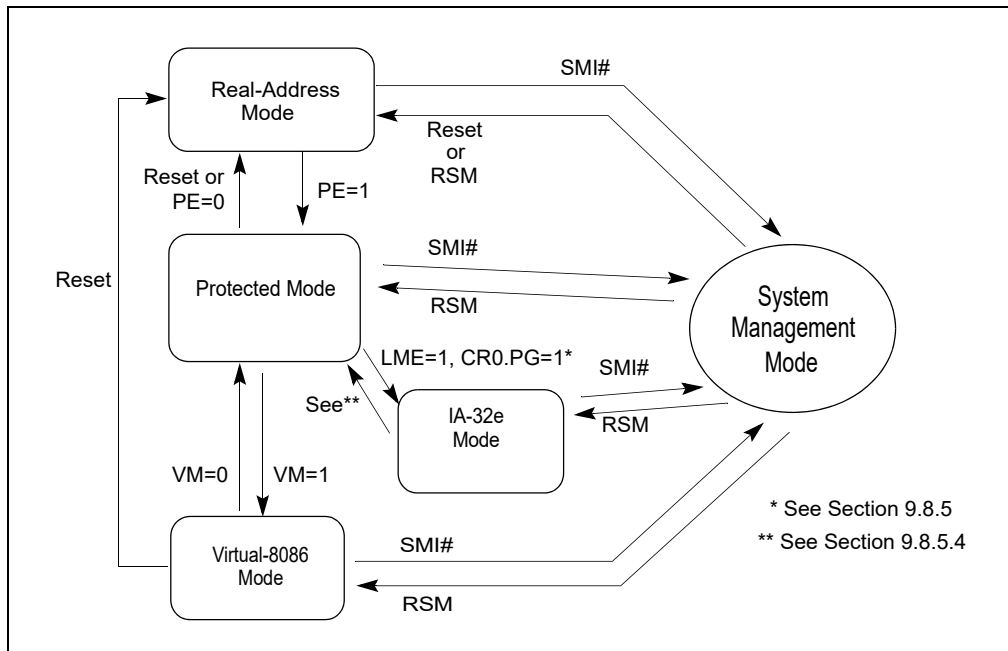 SMI#
Real-Address
Mode
Reset
or
RSM
Reset or
PE=0
PE=1
SMI#
Reset
Protected Mode
RSM
System
Management
Mode
LME=1, CR0.PG=1*
SMI#
See**
IA-32e
Mode
RSM
VM=0
VM=1
* See Section 9.8.5
** See Section 9.8.5.4
Virtual-8086
Mode
SMI#
RSM